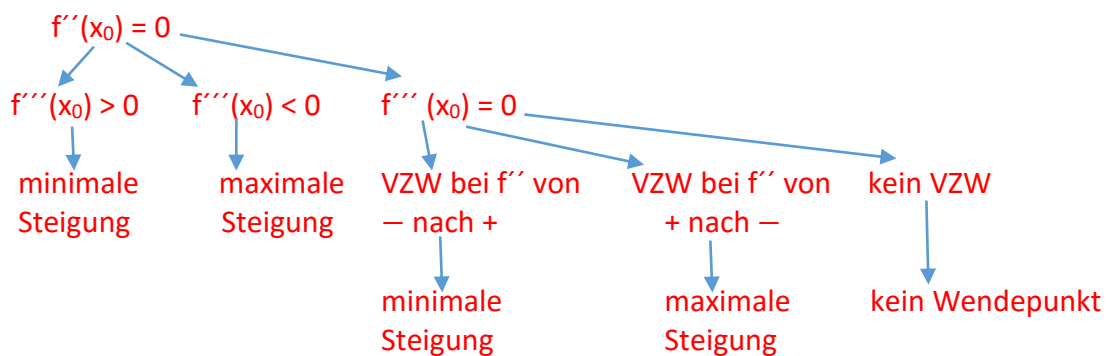 f´´(x₀) = 0
f´´´(x₀) > 0
f´´´(x₀) < 0
f´´´ (x₀) = 0
minimale
Steigung
maximale
Steigung
VZW bei f´´ von
— nach +
VZW bei f´´ von
+ nach —
kein VZW
minimale
Steigung
maximale
Steigung
kein Wendepunkt